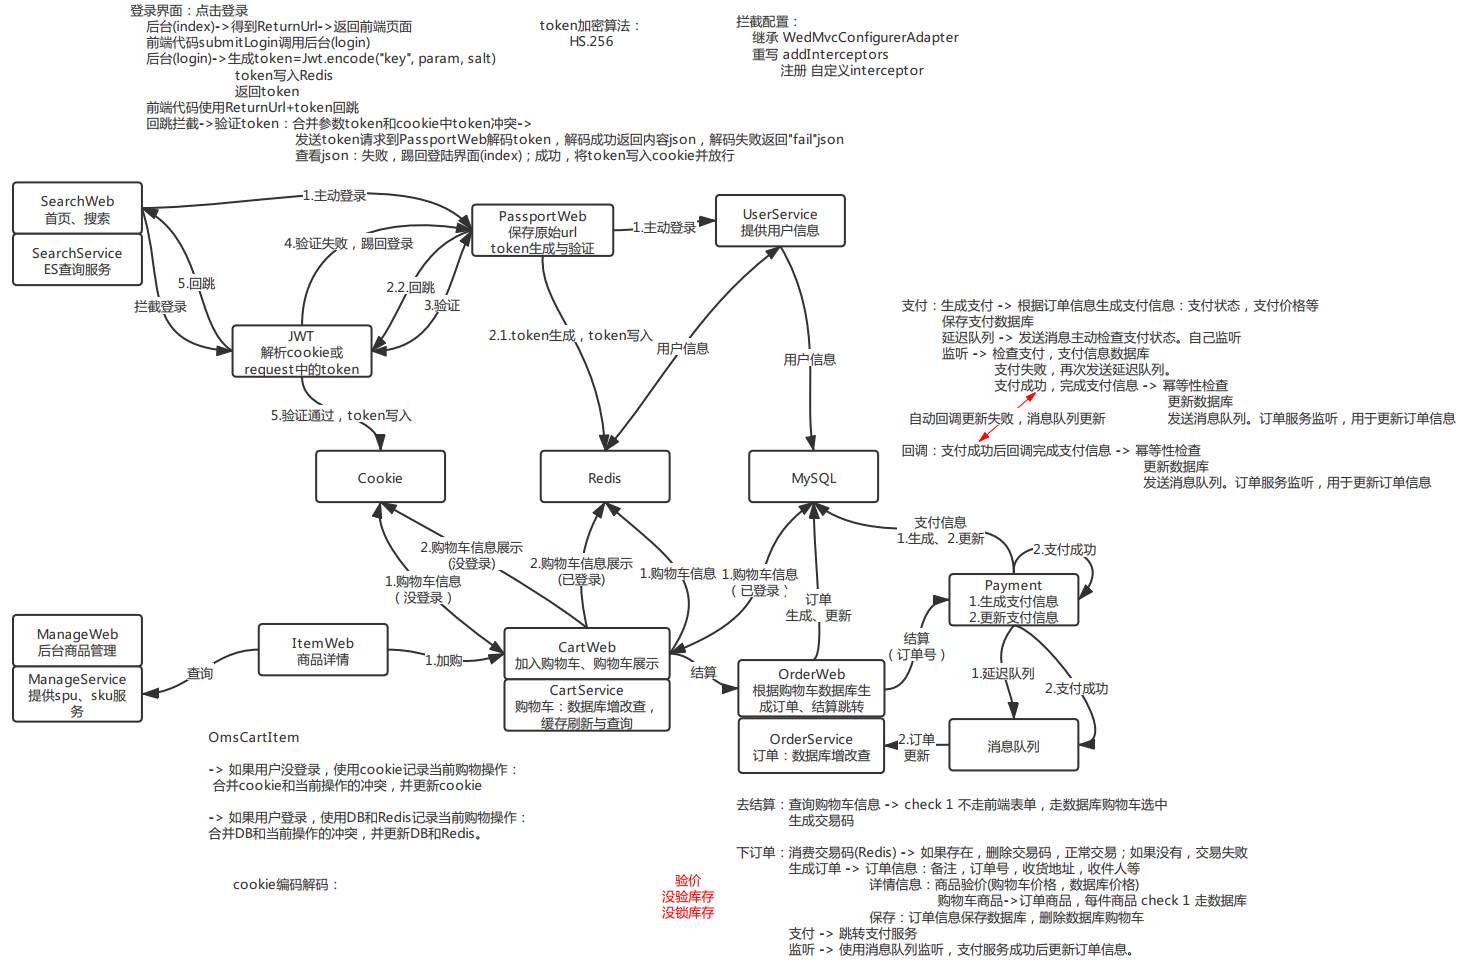 登录界面：点击登录
后台(index)->得到ReturnUrl->返回前端页面
前端代码submitLogin调用后台(login)
后台(login)->生成token=Jwt.encode("key", param, salt)
token写入Redis
返回token
前端代码使用ReturnUrl+token回跳
回跳拦截->验证token：合并参数token和cookie中token冲突->
发送token请求到PassportWeb解码token，解码成功返回内容json，解码失败返回"fail"json
查看json：失败，踢回登陆界面(index)；成功，将token写入cookie并放行
token加密算法：
HS.256
拦截配置：
继承 WedMvcConfigurerAdapter
重写 addInterceptors
注册 自定义interceptor
SearchWeb
首页、搜索
SearchService
ES查询服务
1.主动登录
PassportWeb
保存原始url
token生成与验证
1.主动登录
UserService
提供用户信息
4.验证失败，踢回登录
5.回跳
拦截登录
2.2.回跳
3.验证
JWT
解析cookie或
request中的token
2.1.token生成，token写入
用户信息
用户信息
5.验证通过，token写入
支付：生成支付 -> 根据订单信息生成支付信息：支付状态，支付价格等
保存支付数据库
延迟队列 -> 发送消息主动检查支付状态。自己监听
监听 -> 检查支付，支付信息数据库
支付失败，再次发送延迟队列。
支付成功，完成支付信息 -> 幂等性检查
更新数据库
发送消息队列。订单服务监听，用于更新订单信息
自动回调更新失败，消息队列更新
回调：支付成功后回调完成支付信息 -> 幂等性检查
更新数据库
发送消息队列。订单服务监听，用于更新订单信息
Cookie
Redis
MySQL
2.购物车信息展示
(没登录)
1.购物车信息
（没登录）
2.购物车信息展示
(已登录)
1.购物车信息
1.购物车信息
（已登录）
支付信息
1.生成、2.更新
2.支付成功
订单
生成、更新
Payment
1.生成支付信息
2.更新支付信息
ManageWeb
后台商品管理
ManageService
提供spu、sku服
务
查询
ItemWeb
商品详情
1.加购
CartWeb
加入购物车、购物车展示
CartService
购物车：数据库增改查，
缓存刷新与查询
结算
OrderWeb
根据购物车数据库生
成订单、结算跳转
OrderService
订单：数据库增改查
结算
（订单号）
1.延迟队列
2.支付成功
2.订单
更新
消息队列
OmsCartItem
-> 如果用户没登录，使用cookie记录当前购物操作：
合并cookie和当前操作的冲突，并更新cookie
-> 如果用户登录，使用DB和Redis记录当前购物操作：
合并DB和当前操作的冲突，并更新DB和Redis。
cookie编码解码：
验价
没验库存
没锁库存
去结算：查询购物车信息 -> check 1 不走前端表单，走数据库购物车选中
生成交易码
下订单：消费交易码(Redis) -> 如果存在，删除交易码，正常交易；如果没有，交易失败
生成订单 -> 订单信息：备注，订单号，收货地址，收件人等
详情信息：商品验价(购物车价格，数据库价格)
购物车商品->订单商品，每件商品 check 1 走数据库
保存：订单信息保存数据库，删除数据库购物车
支付 -> 跳转支付服务
监听 -> 使用消息队列监听，支付服务成功后更新订单信息。